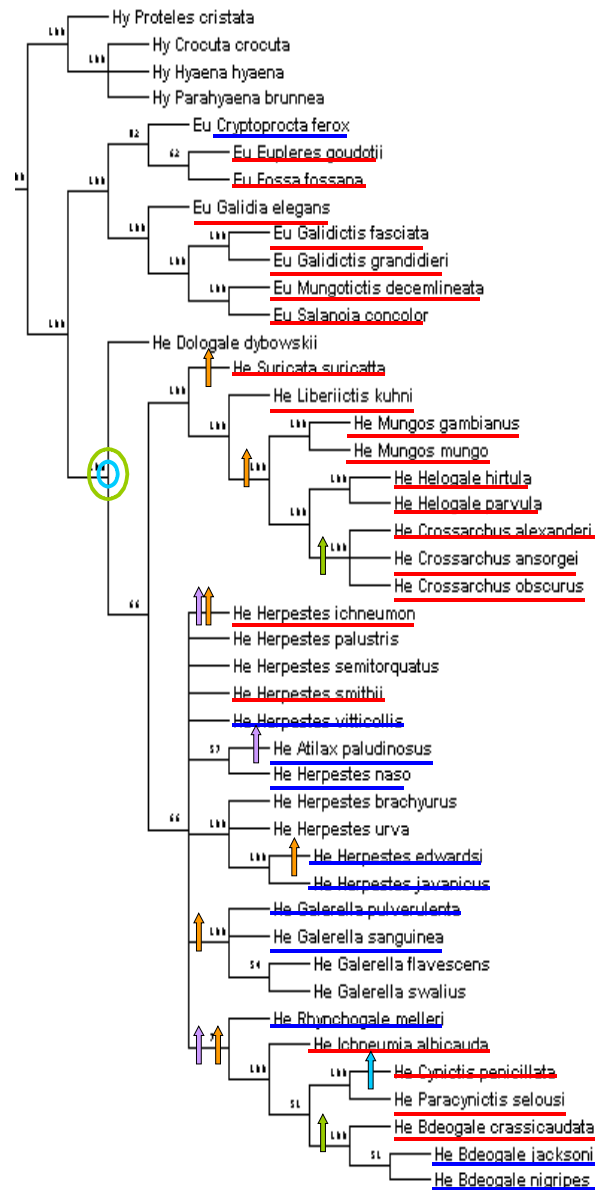 Hy Proteles cristata
Hy Crocuta crocuta
Hy Hyaena hyaena
Hy Parahyaena brunnea
Eu Cryptoprocta ferox
82
62
Eu Eupleres goudotii
Eu Fossa fossana
Eu Galidia elegans
Eu Galidictis fasciata
Eu Galidictis grandidieri
Eu Mungotictis decemlineata
Eu Salanoia concolor
He Dologale dybowskii
He Suricata suricatta
He Liberiictis kuhni
He Mungos gambianus
He Mungos mungo
He Helogale hirtula
He Helogale parvula
He Crossarchus alexanderi
He Crossarchus ansorgei
He Crossarchus obscurus
66
He Herpestes ichneumon
He Herpestes palustris
He Herpestes semitorquatus
He Herpestes smithii
He Herpestes vitticollis
57
He Atilax paludinosus
He Herpestes naso
He Herpestes brachyurus
66
He Herpestes urva
He Herpestes edwardsi
He Herpestes javanicus
He Galerella pulverulenta
He Galerella sanguinea
54
He Galerella flavescens
He Galerella swalius
He Rhynchogale melleri
He Ichneumia albicauda
He Cynictis penicillata
He Paracynictis selousi
He Bdeogale crassicaudata
He Bdeogale jacksoni
He Bdeogale nigripes